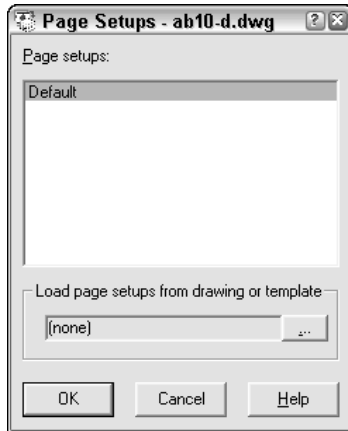 Page Setups - ab10-d.dwg
Page setups:
Default
Load page setups from drawing or template
(none)
...
OK Cancel Help